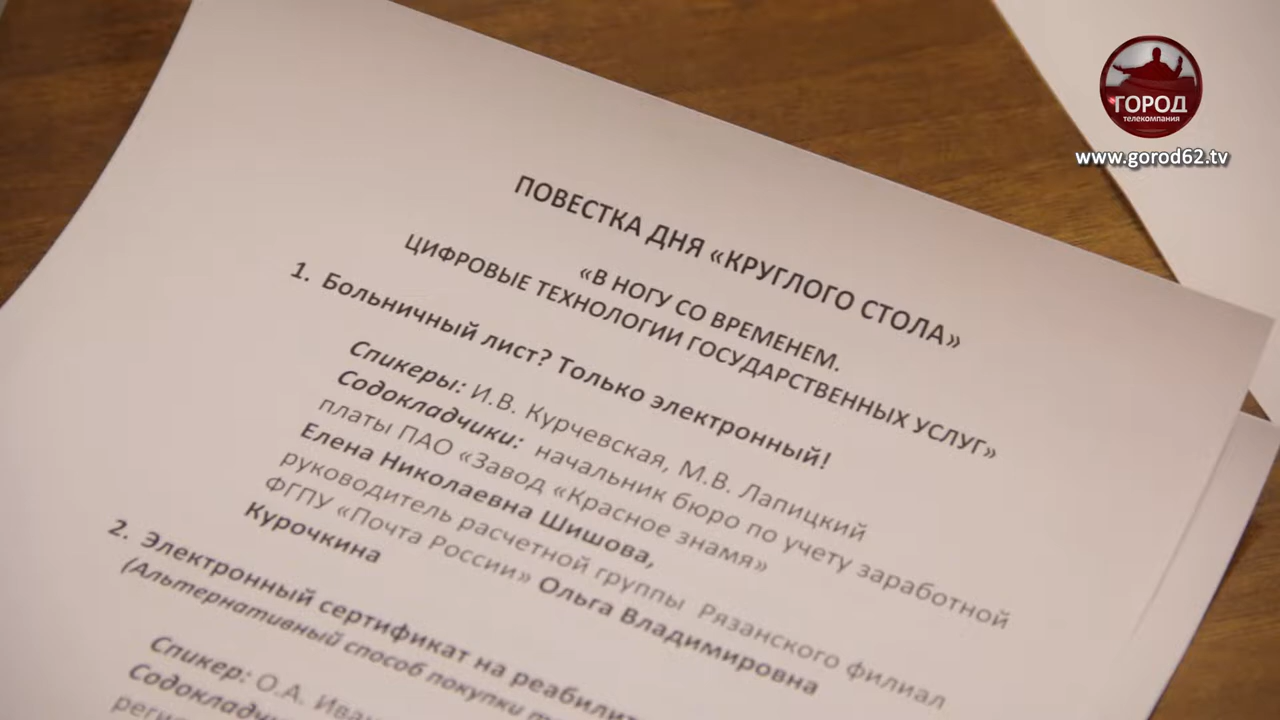 ГОРОД
телекомпания
www.gorod62.tv
ПОВЕСТКА ДНЯ «КРУГЛОГО СТОЛА»
«В НОГУ СО ВРЕМЕНЕМ.
ЦИФРОВЫЕ ТЕХНОЛОГИИ ГОСУДАРСТВЕННЫХ УСЛУГ»
1. Больничный лист? Только электронный!
Спикеры: И.В. Курчевская, М.В. Лапицкий
Содокладчики: начальник бюро по учету заработной
платы ПАО «Завод «Красное знамя»
Елена Николаевна Шишова,
руководитель расчетной группы Рязанского филиал
ФГПУ «Почта России» Ольга Владимировна
Курочкина
2. Электронный сертификат на реабилит
(Альтернативный способ покупки
Спикер: О.А.